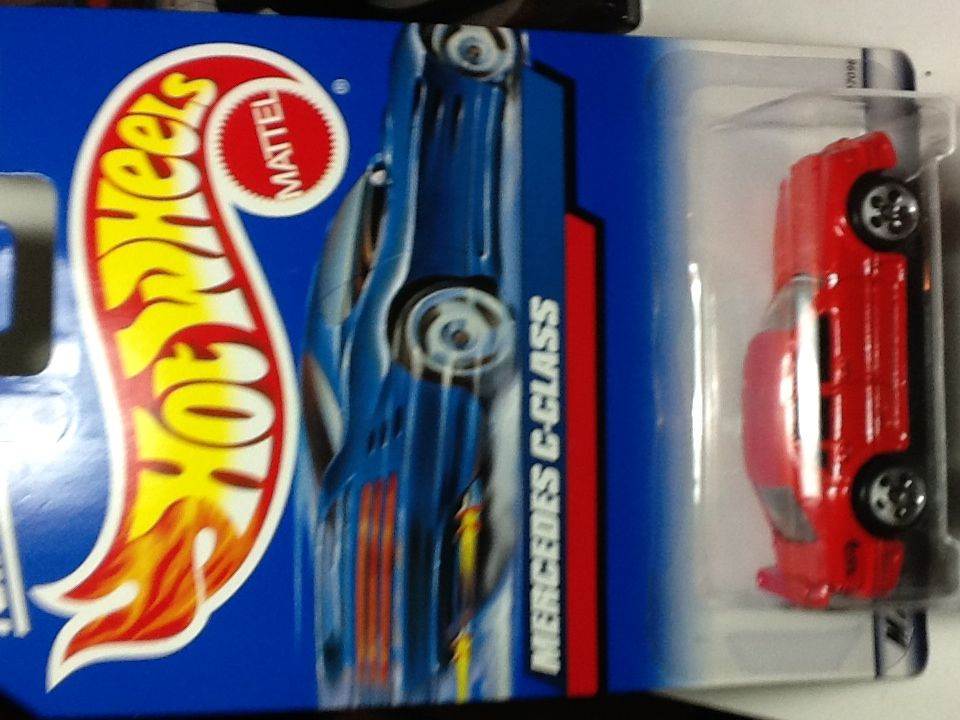 HOT WHEELS
MATTEL
®
MERCEDES C-CLASS